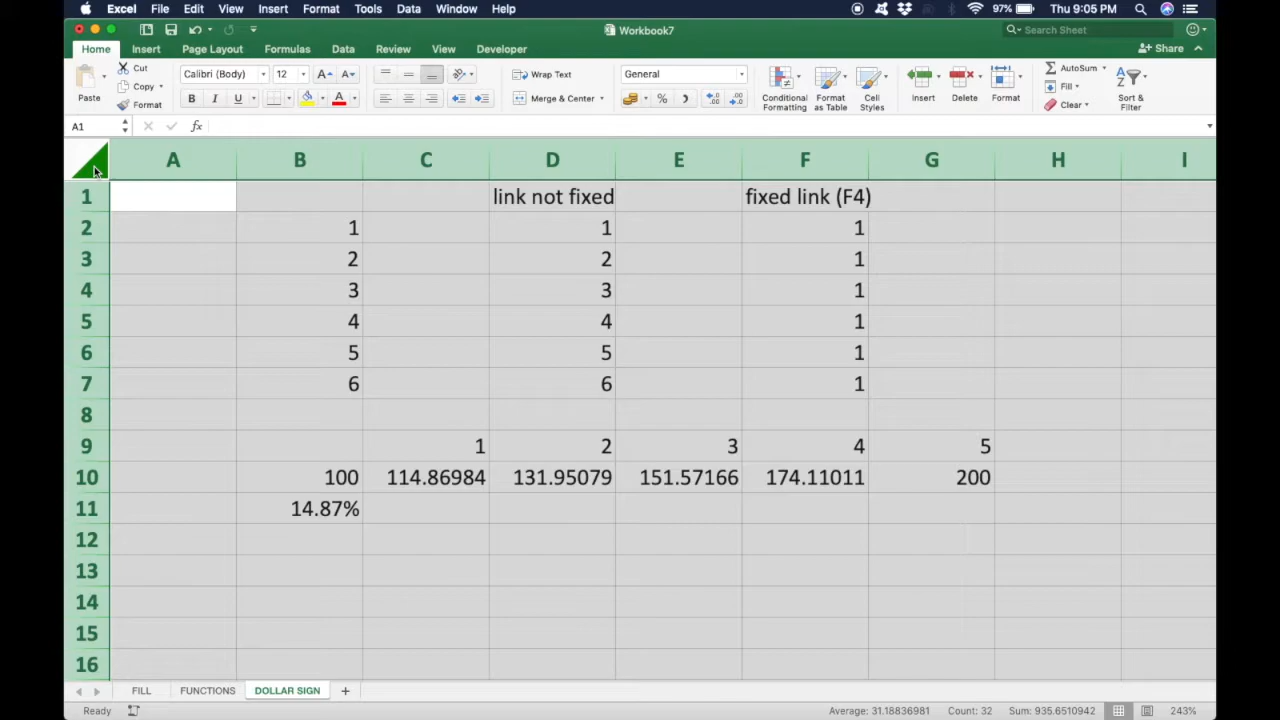 Excel File Edit View Insert Format Tools Data Window Help 97% Thu 9:05 PM
Workbook7 Search Sheet
Home Insert Page Layout Formulas Data Review View Developer Share
Paste Cut Copy Format
Calibri (Body) 12
B I U
Wrap Text
Merge & Center
General
Conditional Formatting
Format as Table
Cell Styles
Insert Delete Format
AutoSum
Fill
Clear
Sort & Filter
A1 fx
A B C D E F G H I
1 link not fixed fixed link (F4)
2 1 1 1
3 2 2 1
4 3 3 1
5 4 4 1
6 5 5 1
7 6 6 1
8
9 1 2 3 4 5
10 100 114.86984 131.95079 151.57166 174.11011 200
11 14.87%
12
13
14
15
16
FILL FUNCTIONS DOLLAR SIGN +
Ready Average: 31.18836981 Count: 32 Sum: 935.6510942 243%